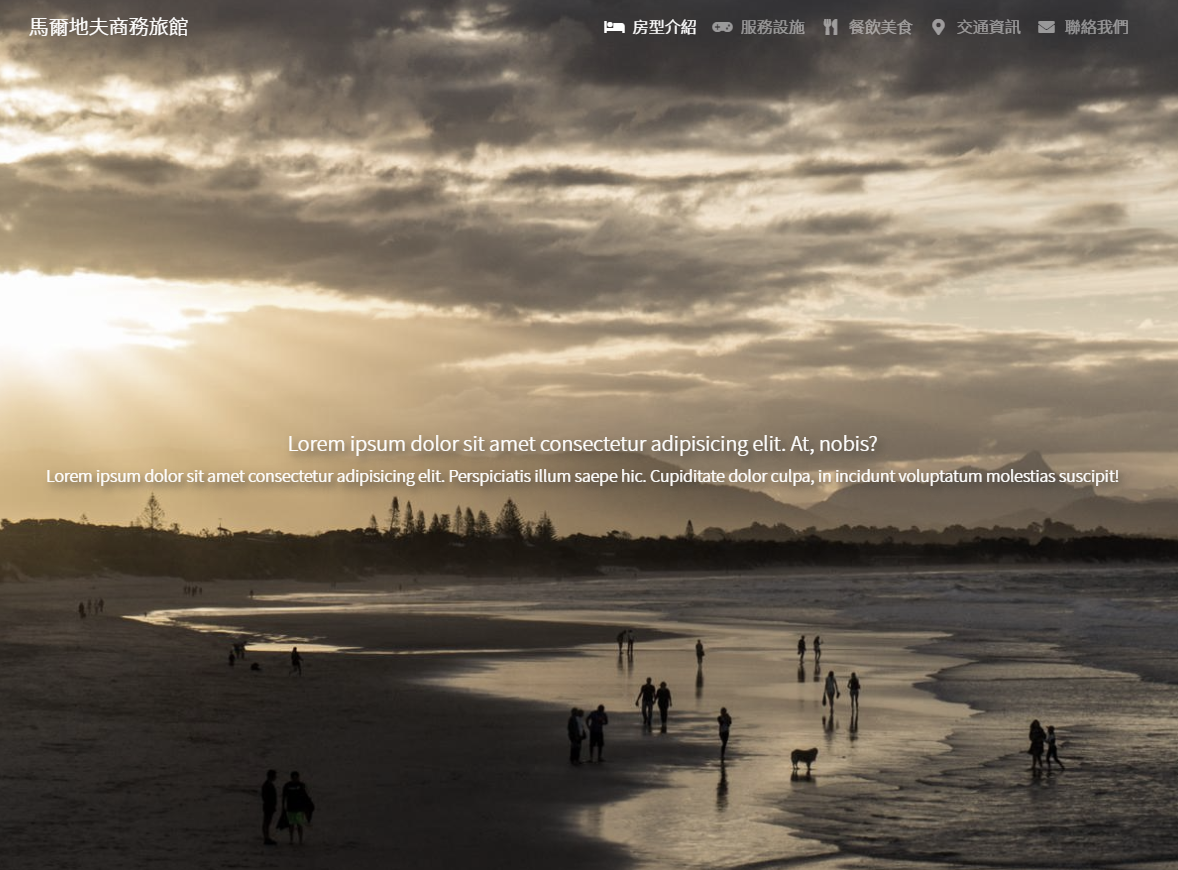 馬爾地夫商務旅館
房型介紹
服務設施
餐飲美食
交通資訊
聯絡我們
Lorem ipsum dolor sit amet consectetur adipisicing elit. At, nobis?
Lorem ipsum dolor sit amet consectetur adipisicing elit. Perspiciatis illum saepe hic. Cupiditate dolor culpa, in incidunt voluptatum molestias suscipit!